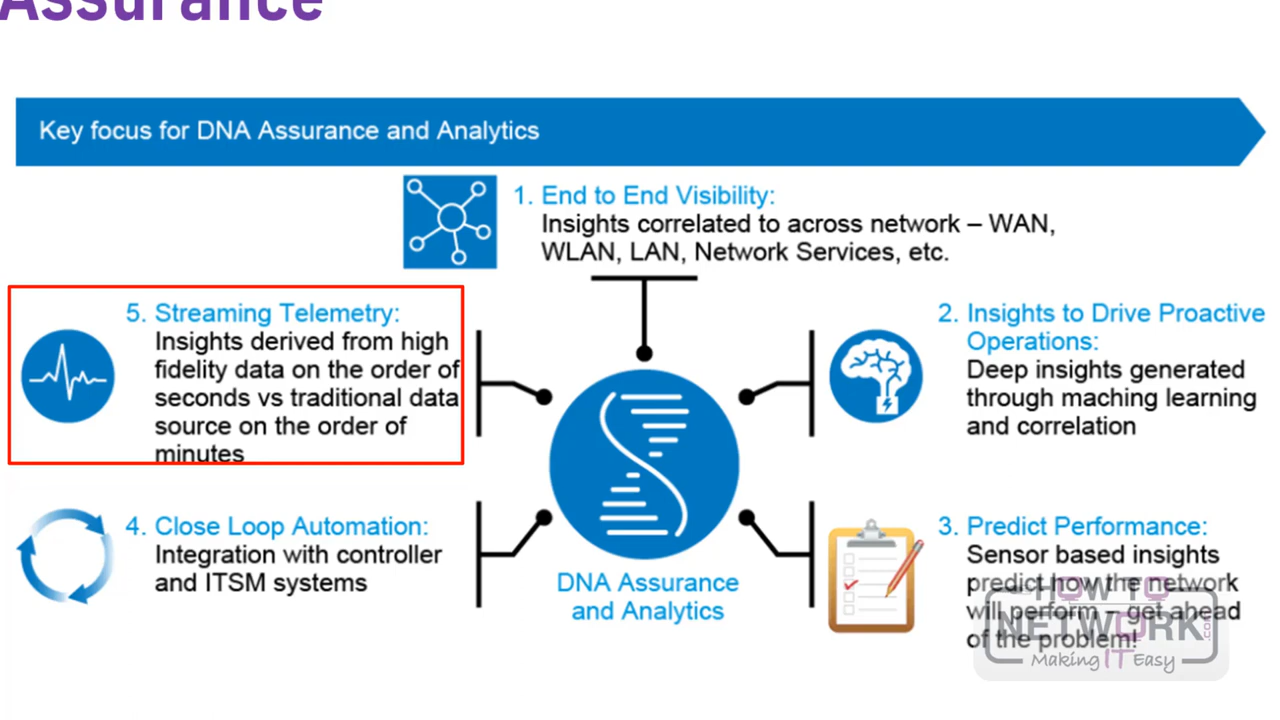 Assurance
Key focus for DNA Assurance and Analytics
1. End to End Visibility:
Insights correlated to across network – WAN,
WLAN, LAN, Network Services, etc.
5. Streaming Telemetry:
Insights derived from high
fidelity data on the order of
seconds vs traditional data
source on the order of
minutes
2. Insights to Drive Proactive
Operations:
Deep insights generated
through maching learning
and correlation
4. Close Loop Automation:
Integration with controller
and ITSM systems
DNA Assurance
and Analytics
3. Predict Performance:
Sensor based insights
predict how the network
will perform – get ahead
of the problem!
HOW TO
NETWORK.com
Making IT Easy